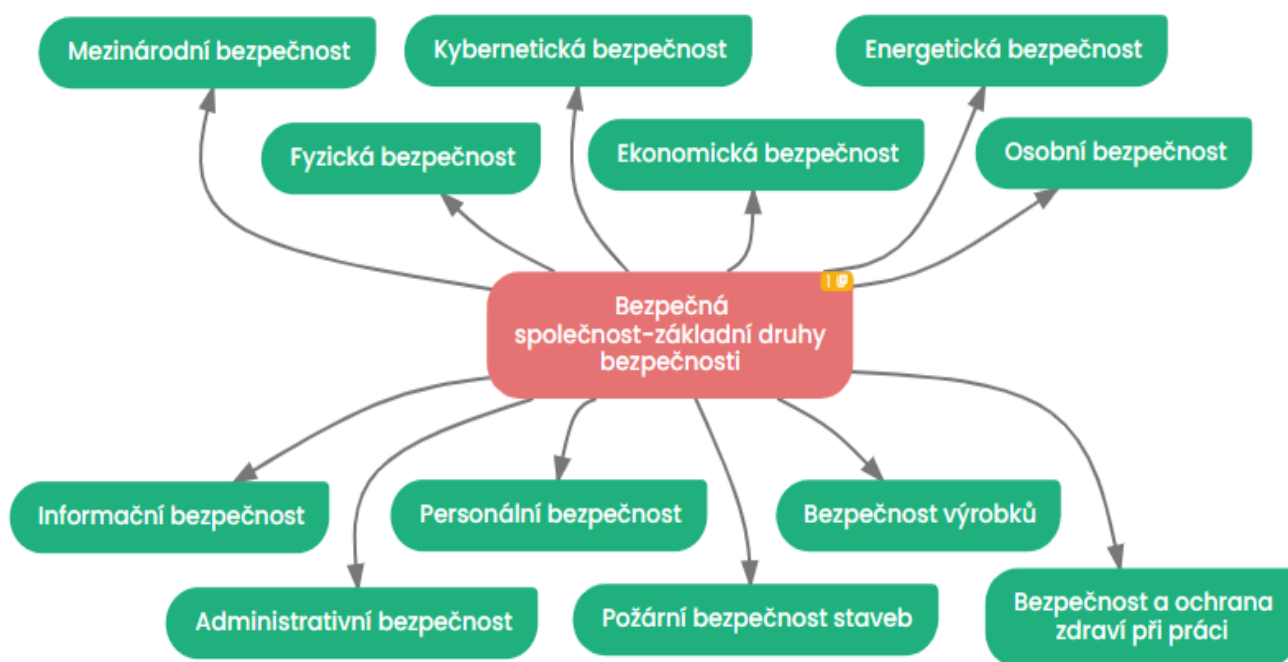 Mezinárodní bezpečnost
Kybernetická bezpečnost
Energetická bezpečnost
Fyzická bezpečnost
Ekonomická bezpečnost
Osobní bezpečnost
1
Bezpečná
společnost-základní druhy
bezpečnosti
Informační bezpečnost
Personální bezpečnost
Bezpečnost výrobků
Administrativní bezpečnost
Požární bezpečnost staveb
Bezpečnost a ochrana
zdraví při práci